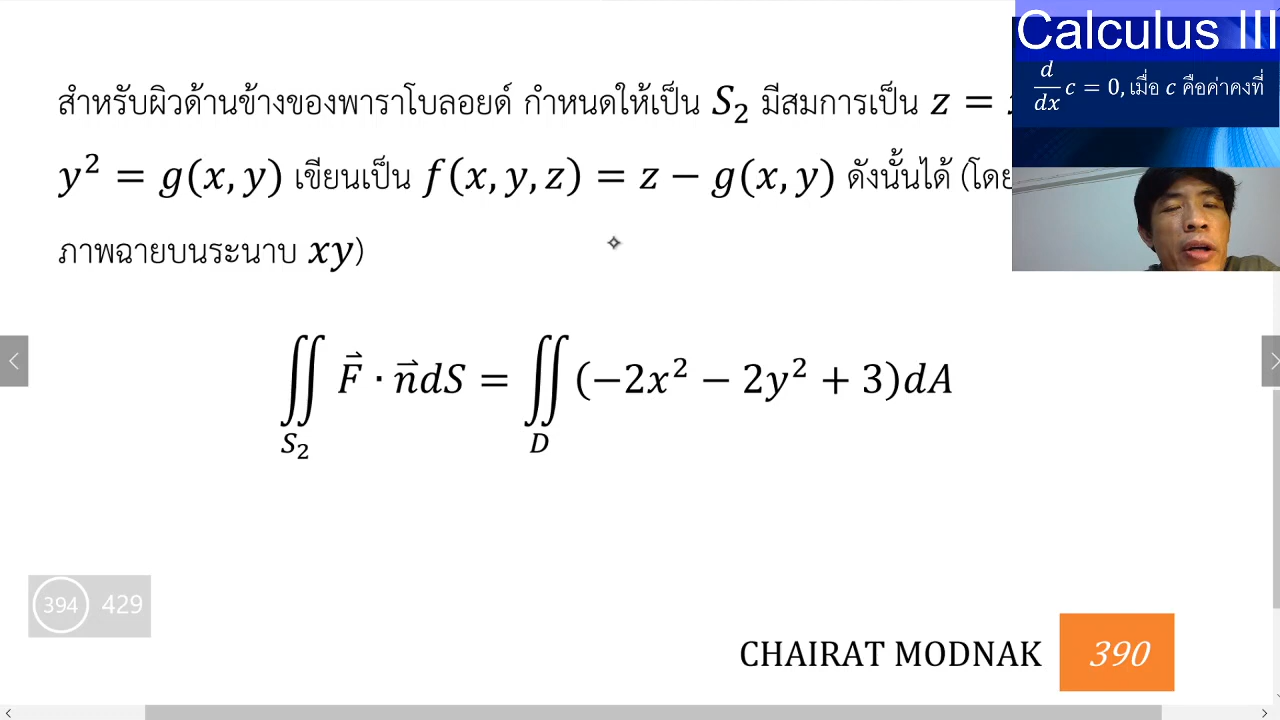 Calculus III
d/dx c = 0, เมื่อ c คือค่าคงที่
สำหรับผิวด้านข้างของพาราโบลอยด์ กำหนดให้เป็น S₂ มีสมการเป็น z =
y² = g(x, y) เขียนเป็น f(x, y, z) = z − g(x, y) ดังนั้นได้ (โดย
ภาพฉายบนระนาบ xy)
∬_{S₂} F⃗ · n⃗dS = ∬_D (−2x² − 2y² + 3)dA
394 429
CHAIRAT MODNAK 390